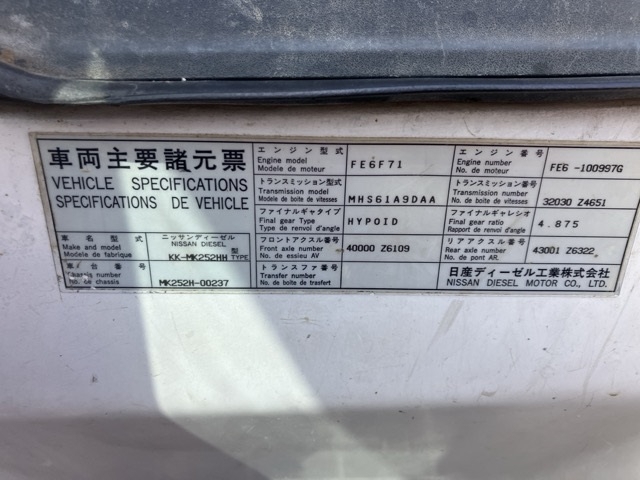 車両主要諸元票
VEHICLE SPECIFICATIONS
SPECIFICATIONS DE VEHICLE
車名型式
Make and model
Modele de fabrique
ニッサンディーゼル
NISSAN DIESEL
KK-MK252HH 型 TYPE
車台番号
Chassis number
No. de chassis
MK252H-00237
エンジン型式
Engine model
Modele de moteur
FE6F71
エンジン番号
Engine number
No. de moteur
FE6 -100997G
トランスミッション型式
Transmission model
Modele de boite de vitesses
MHS61A9DAA
トランスミッション番号
Transmission number
No. de boite de vitesses
32030 Z4651
ファイナルギヤタイプ
Final gear Type
Type de renvoi d'angle
HYPOID
ファイナルギャレシオ
Final gear ratio
Rapport de renvoi d'angle
4.875
フロントアクスル番号
Front axle number
No. de essieu AV
40000 Z6109
リアアクスル番号
Rear axle number
No. de pont AR.
43001 Z6322
トランスファ番号
Transfer number
No. de boite de trasfert
日産ディーゼル工業株式会社
NISSAN DIESEL MOTOR CO., LTD.